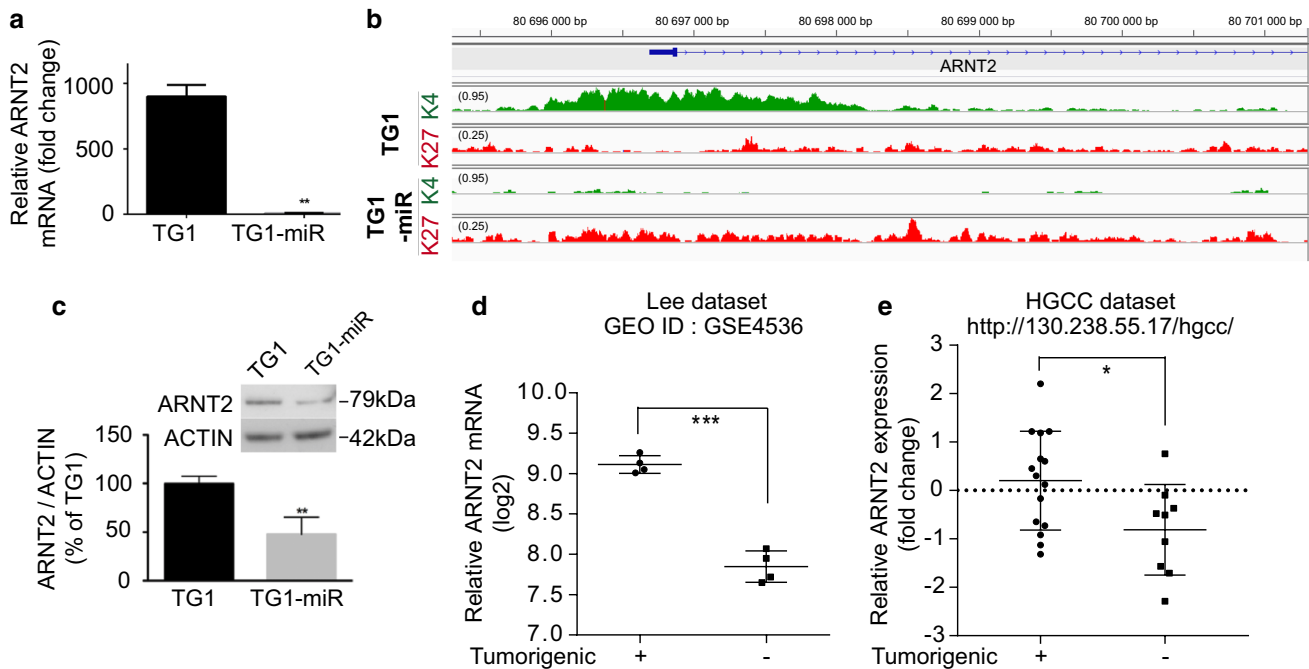 a
Relative ARNT2
mRNA (fold change)
1000
500
0
**
TG1
TG1-miR
b
80 696 000 bp
80 697 000 bp
80 698 000 bp
80 699 000 bp
80 700 000 bp
80 701 000 bp
ARNT2
TG1
K4
(0.95)
K27
(0.25)
TG1
-miR
K4
(0.95)
K27
(0.25)
c
TG1
TG1-miR
ARNT2
-79kDa
ACTIN
-42kDa
ARNT2 / ACTIN
(% of TG1)
150
100
50
0
**
TG1
TG1-miR
d
Lee dataset
GEO ID : GSE4536
Relative ARNT2 mRNA
(log2)
10.0
9.5
9.0
8.5
8.0
7.5
7.0
***
Tumorigenic
+
-
e
HGCC dataset
http://130.238.55.17/hgcc/
Relative ARNT2 expression
(fold change)
3
2
1
0
-1
-2
-3
*
Tumorigenic
+
-